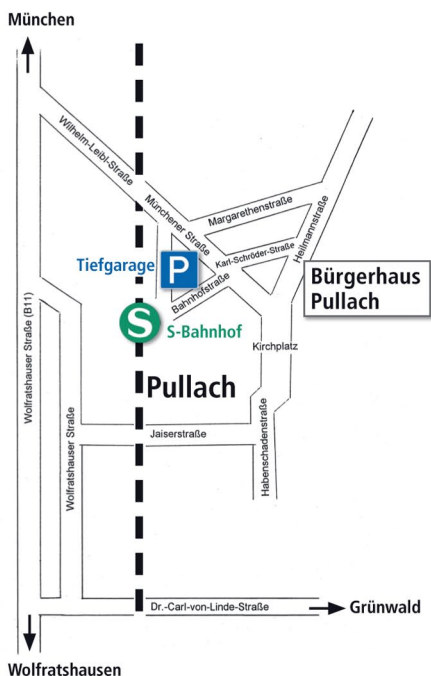 München
Wilhelm-Leibl-Straße
Münchener Straße
Margarethenstraße
Karl-Schröder-Straße
Heilmannstraße
Tiefgarage
P
Bürgerhaus
Pullach
Bahnhofstraße
S
S-Bahnhof
Kirchplatz
Wolfratshauser Straße (B11)
Pullach
Wolfratshauser Straße
Jaiserstraße
Habenschadenstraße
Dr.-Carl-von-Linde-Straße
Grünwald
Wolfratshausen